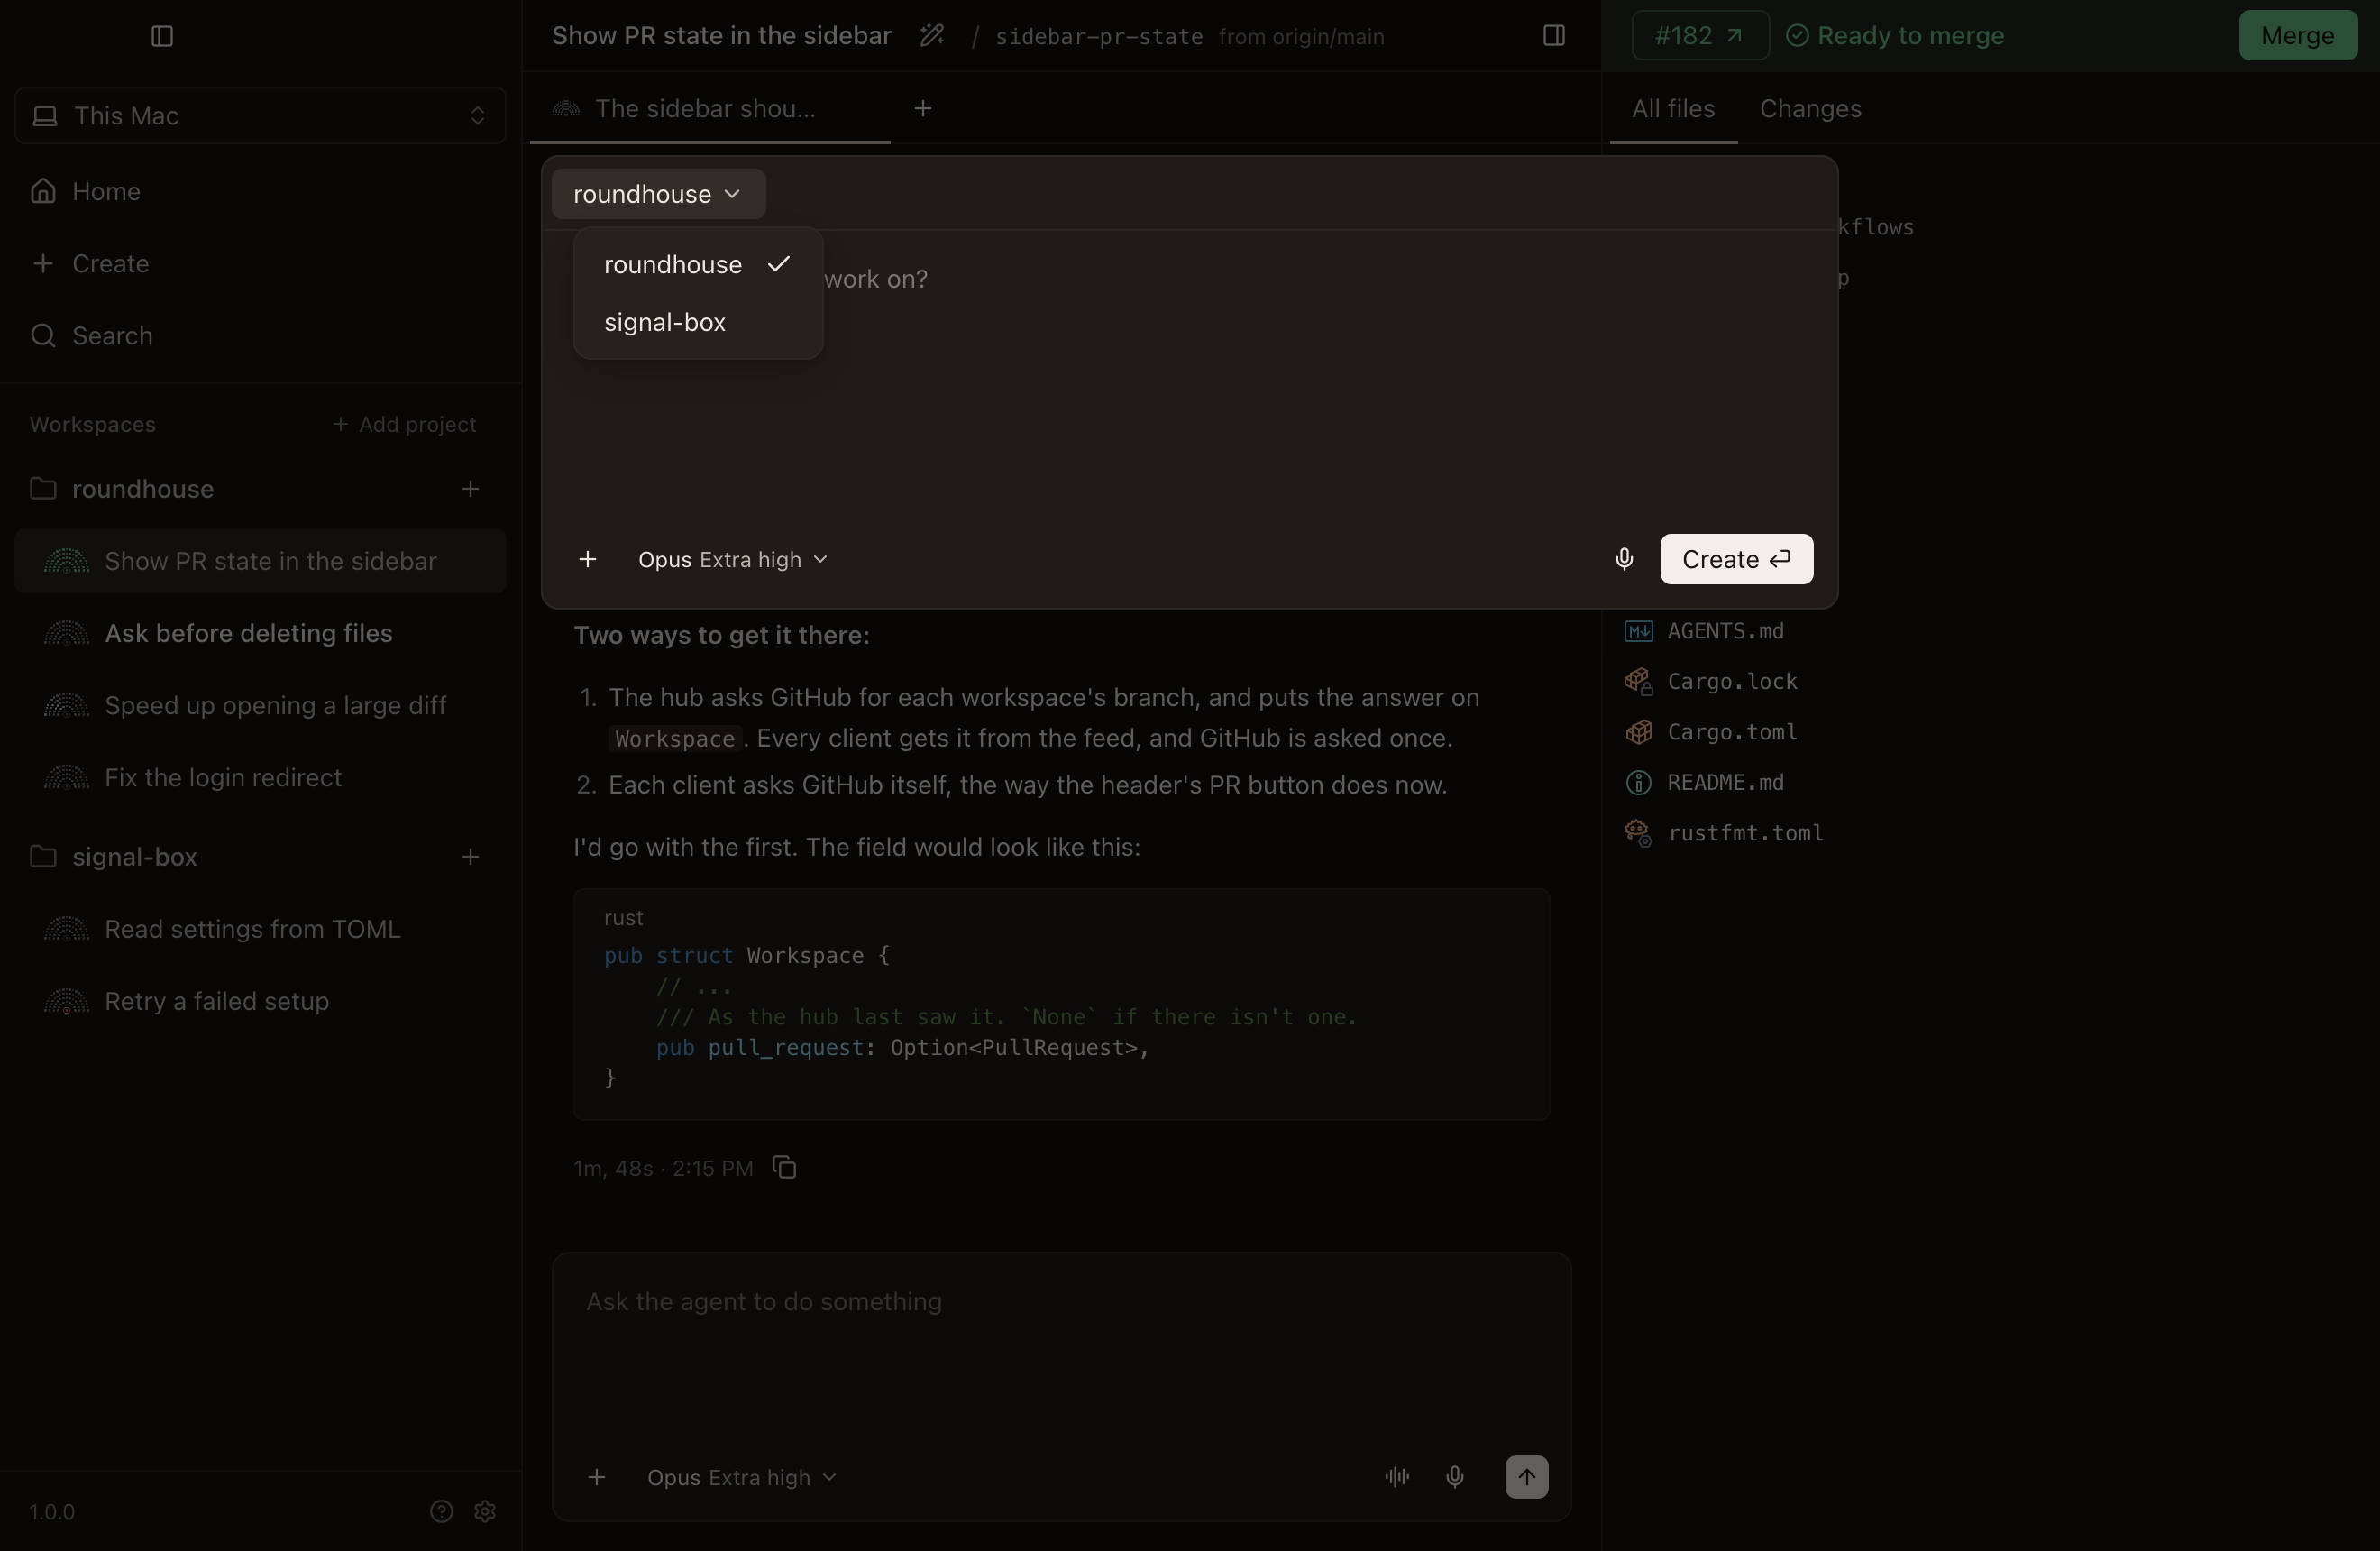 This Mac
Home
Create
Search
Workspaces
Add project
roundhouse
Show PR state in the sidebar
Ask before deleting files
Speed up opening a large diff
Fix the login redirect
signal-box
Read settings from TOML
Retry a failed setup
1.0.0
Show PR state in the sidebar / sidebar-pr-state from origin/main
The sidebar shou...
roundhouse
roundhouse
signal-box
work on?
Opus Extra high
Create
Two ways to get it there:
1. The hub asks GitHub for each workspace's branch, and puts the answer on
Workspace. Every client gets it from the feed, and GitHub is asked once.
2. Each client asks GitHub itself, the way the header's PR button does now.
I'd go with the first. The field would look like this:
rust
pub struct Workspace {
// ...
/// As the hub last saw it. `None` if there isn't one.
pub pull_request: Option<PullRequest>,
}
1m, 48s · 2:15 PM
Ask the agent to do something
Opus Extra high
#182
Ready to merge
Merge
All files
Changes
kflows
p
AGENTS.md
Cargo.lock
Cargo.toml
README.md
rustfmt.toml